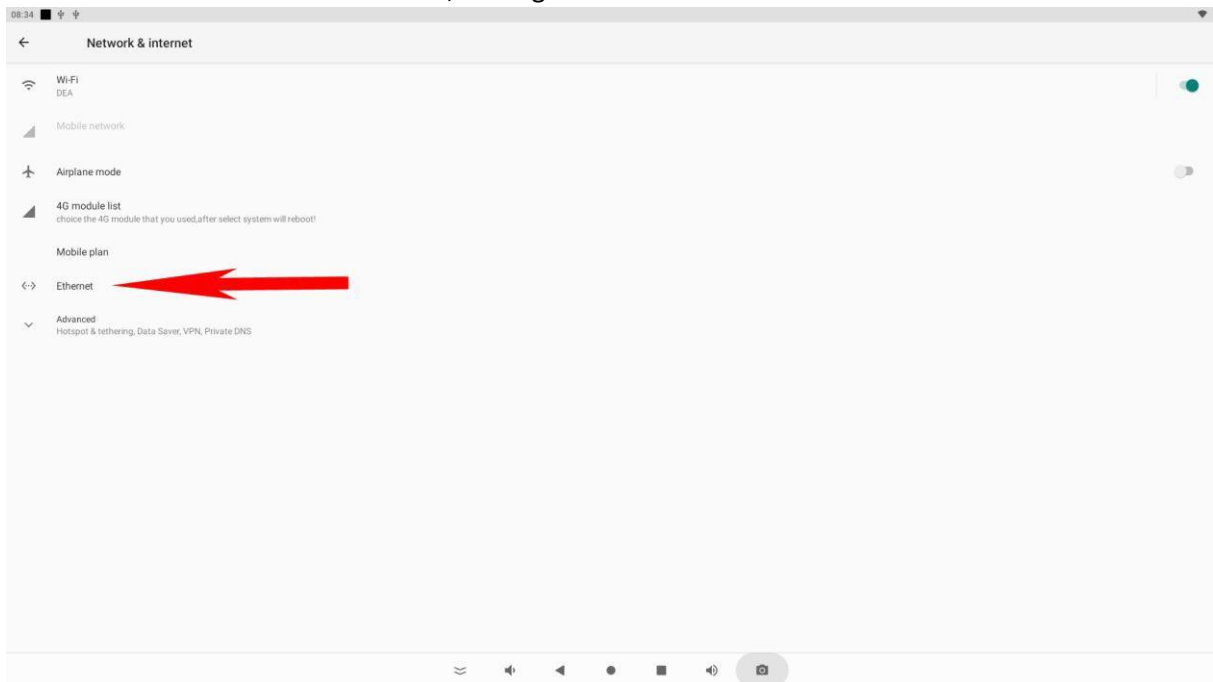 08:34
Network & internet
Wi-Fi
DEA
Mobile network
Airplane mode
4G module list
choice the 4G module that you used,after select system will reboot!
Mobile plan
Ethernet
Advanced
Hotspot & tethering, Data Saver, VPN, Private DNS